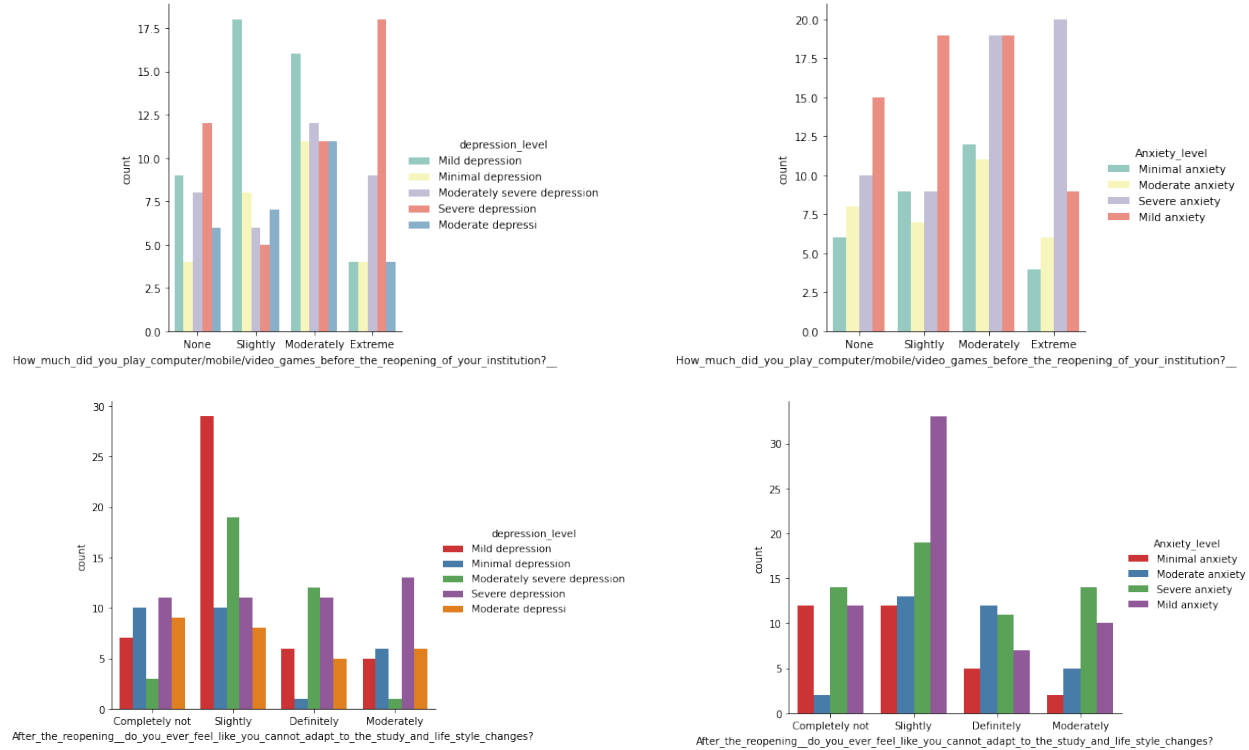 17.5
15.0
12.5
10.0
7.5
5.0
2.5
0.0
count
None Slightly Moderately Extreme
How_much_did_you_play_computer/mobile/video_games_before_the_reopening_of_your_institution?__
depression_level
Mild depression
Minimal depression
Moderately severe depression
Severe depression
Moderate depressi
20.0
17.5
15.0
12.5
10.0
7.5
5.0
2.5
0.0
count
None Slightly Moderately Extreme
How_much_did_you_play_computer/mobile/video_games_before_the_reopening_of_your_institution?__
Anxiety_level
Minimal anxiety
Moderate anxiety
Severe anxiety
Mild anxiety
30
25
20
15
10
5
0
count
Completely not Slightly Definitely Moderately
After_the_reopening__do_you_ever_feel_like_you_cannot_adapt_to_the_study_and_life_style_changes?
depression_level
Mild depression
Minimal depression
Moderately severe depression
Severe depression
Moderate depressi
30
25
20
15
10
5
0
count
Completely not Slightly Definitely Moderately
After_the_reopening__do_you_ever_feel_like_you_cannot_adapt_to_the_study_and_life_style_changes?
Anxiety_level
Minimal anxiety
Moderate anxiety
Severe anxiety
Mild anxiety